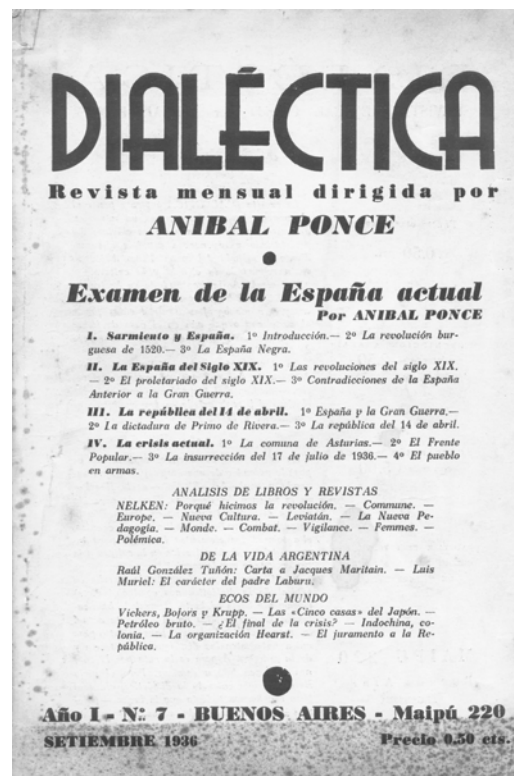 DIALÉCTICA
Revista mensual dirigida por
ANIBAL PONCE
Examen de la España actual
Por ANIBAL PONCE
I. Sarmiento y España. 1º Introducción.— 2º La revolución bur-
guesa de 1520.— 3º La España Negra.
II. La España del Siglo XIX. 1º Las revoluciones del siglo XIX.
— 2º El proletariado del siglo XIX.— 3º Contradicciones de la España
Anterior a la Gran Guerra.
III. La república del 14 de abril. 1º España y la Gran Guerra.—
2º La dictadura de Primo de Rivera.— 3º La república del 14 de abril.
IV. La crisis actual. 1º La comuna de Asturias.— 2º El Frente
Popular.— 3º La insurrección del 17 de julio de 1936.— 4º El pueblo
en armas.
ANALISIS DE LIBROS Y REVISTAS
NELKEN: Porqué hicimos la revolución. — Commune. —
Europe. — Nueva Cultura. — Leviatán. — La Nueva Pe-
dagogía. — Monde. — Combat. — Vigilance. — Femmes. —
Polémica.
DE LA VIDA ARGENTINA
Raúl González Tuñón: Carta a Jacques Maritain. — Luis
Muriel: El carácter del padre Laburu.
ECOS DEL MUNDO
Vickers, Bofors y Krupp. — Las «Cinco casas» del Japón. —
Petróleo bruto. — ¿El final de la crisis? — Indochina, co-
lonia. — La organización Hearst. — El juramento a la Re-
pública.
Año I - Nº. 7 - BUENOS AIRES - Maipú 220
SETIEMBRE 1936 Precio 0.50 cts.